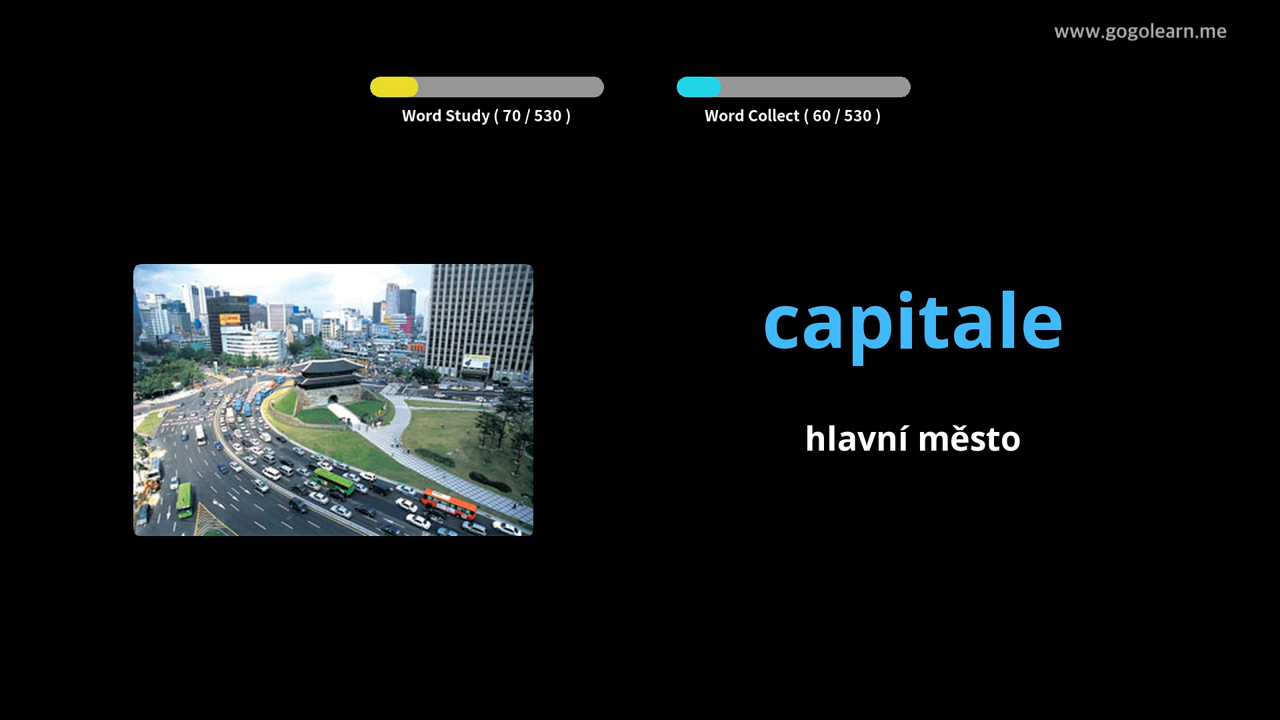 www.gogolearn.me
Word Study ( 70 / 530 )
Word Collect ( 60 / 530 )
capitale
hlavní město